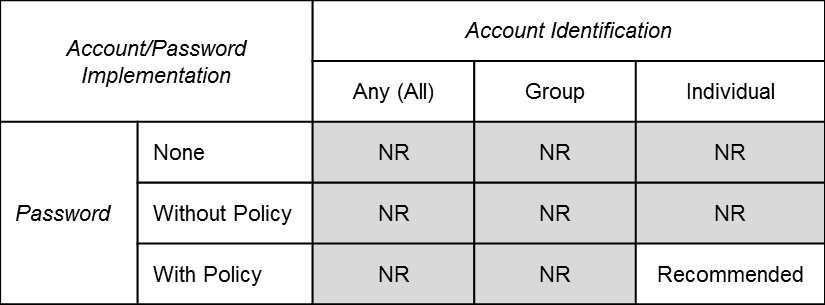 Account/Password
Implementation
Account Identification
Any (All)
Group
Individual
Password
None
NR
NR
NR
Without Policy
NR
NR
NR
With Policy
NR
NR
Recommended